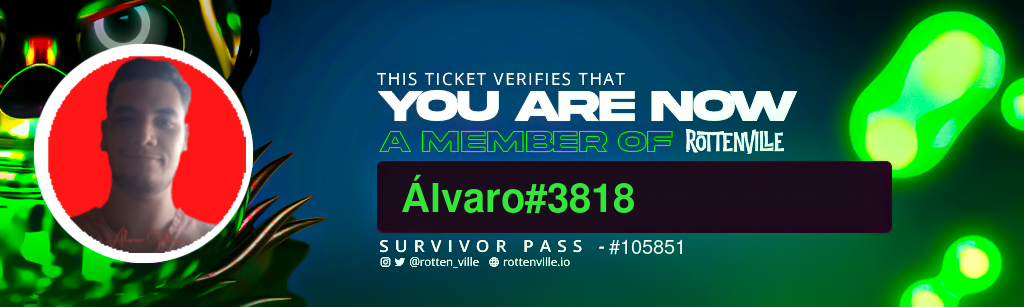 THIS TICKET VERIFIES THAT
YOU ARE NOW
A MEMBER OF ROTTENVILLE
Álvaro#3818
SURVIVOR PASS - #105851
@rotten_ville rottenville.io